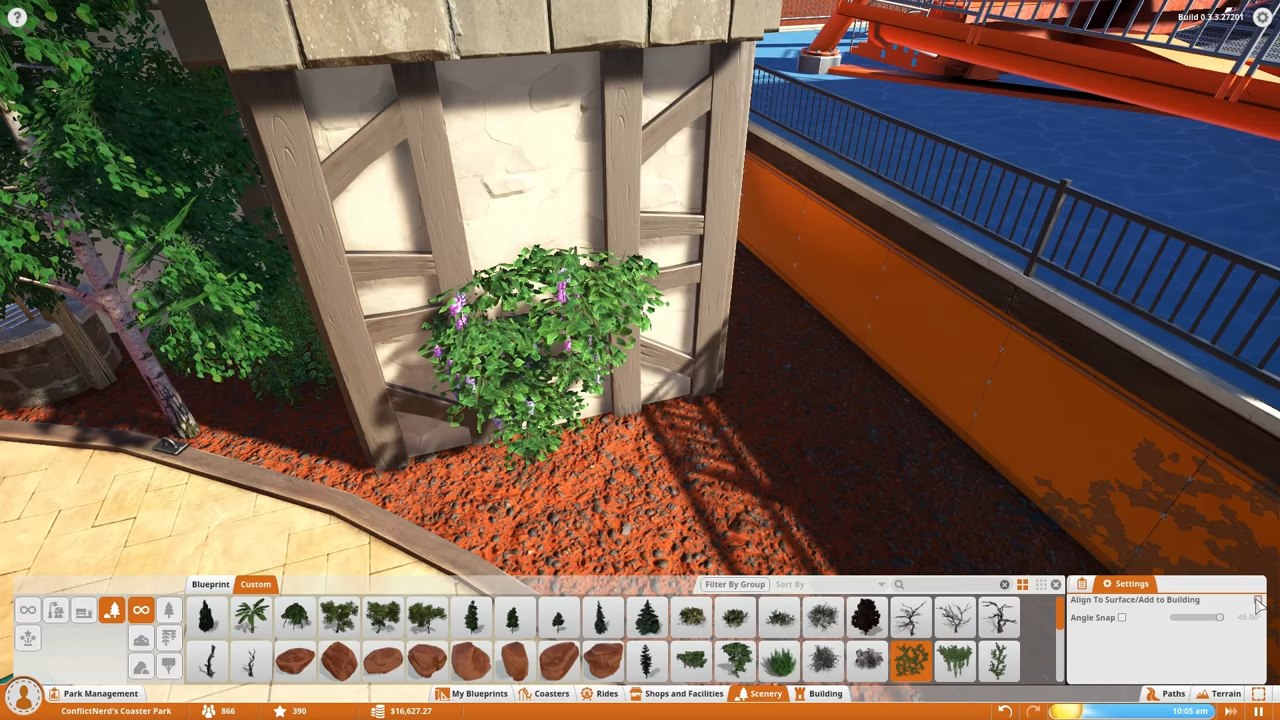 ?
Build 0.3.3.27201
Blueprint Custom
Filter By Group Sort By
Settings
Align To Surface/Add to Building
Angle Snap 45.00°
Park Management
My Blueprints Coasters Rides Shops and Facilities Scenery Building Paths Terrain
ConflictNerd's Coaster Park 866 390 $16,627.27 10:05 am